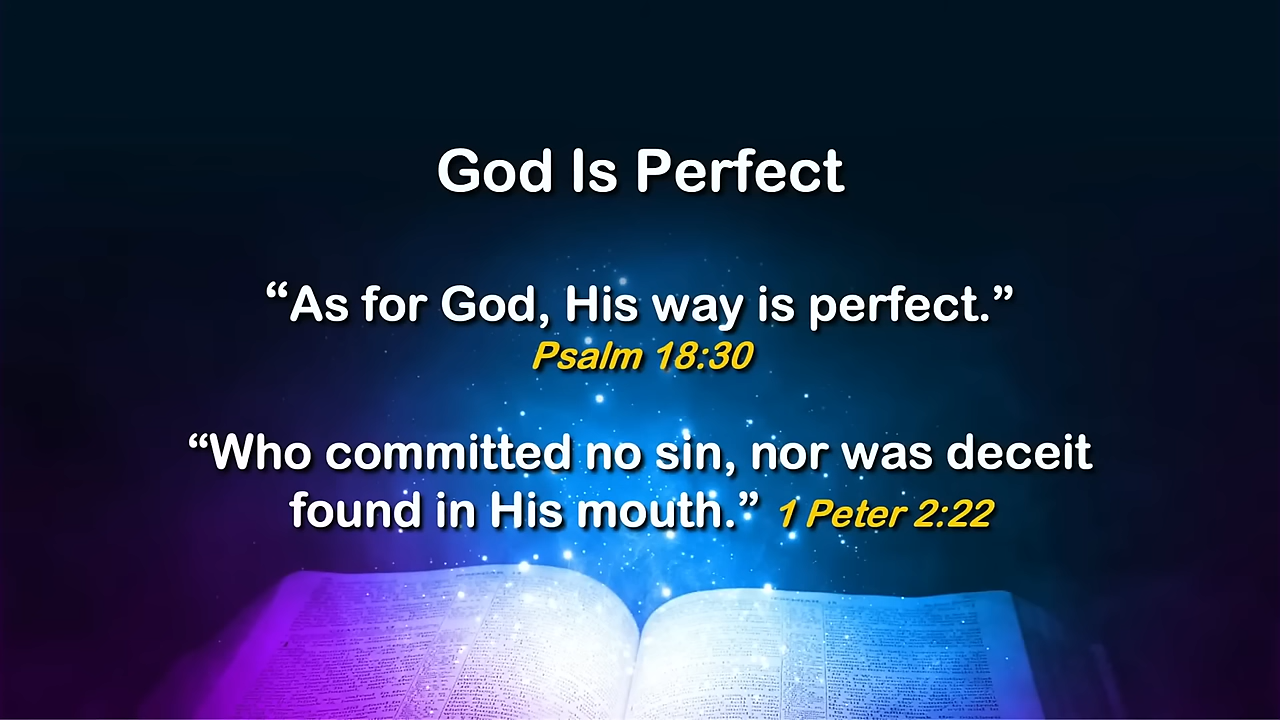 God Is Perfect
“As for God, His way is perfect.”
Psalm 18:30
“Who committed no sin, nor was deceit
found in His mouth.” 1 Peter 2:22